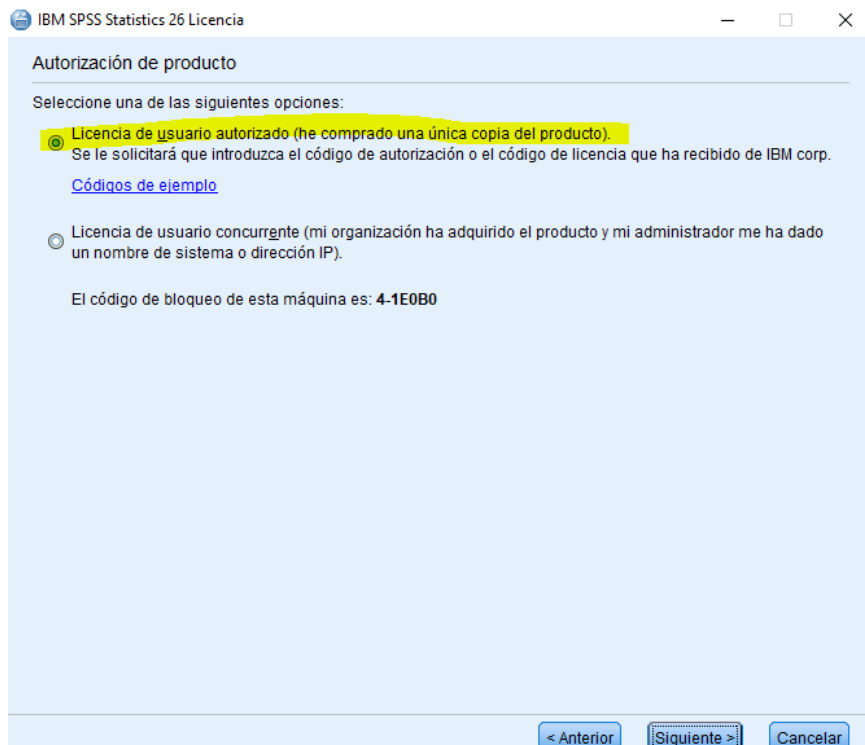 IBM SPSS Statistics 26 Licencia
Autorización de producto
Seleccione una de las siguientes opciones:
Licencia de usuario autorizado (he comprado una única copia del producto).
Se le solicitará que introduzca el código de autorización o el código de licencia que ha recibido de IBM corp.
Códigos de ejemplo
Licencia de usuario concurrente (mi organización ha adquirido el producto y mi administrador me ha dado
un nombre de sistema o dirección IP).
El código de bloqueo de esta máquina es: 4-1E0B0
< Anterior Siguiente > Cancelar